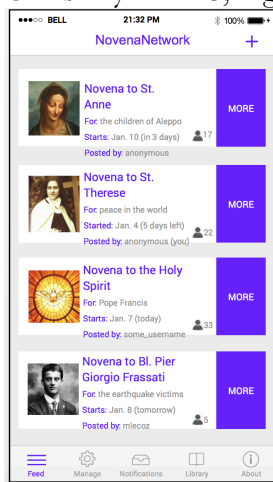 BELL 21:32 PM 100%
NovenaNetwork +
Novena to St.
Anne
For: the children of Aleppo
Starts: Jan. 10 (in 3 days)
17
Posted by: anonymous
MORE
Novena to St.
Therese
For: peace in the world
Started: Jan. 4 (5 days left)
22
Posted by: anonymous (you)
MORE
Novena to the Holy
Spirit
For: Pope Francis
Starts: Jan. 7 (today)
33
Posted by: some_username
MORE
Novena to Bl. Pier
Giorgio Frassati
For: the earthquake victims
Starts: Jan. 8 (tomorrow)
5
Posted by: mlecoz
MORE
Feed Manage Notifications Library About